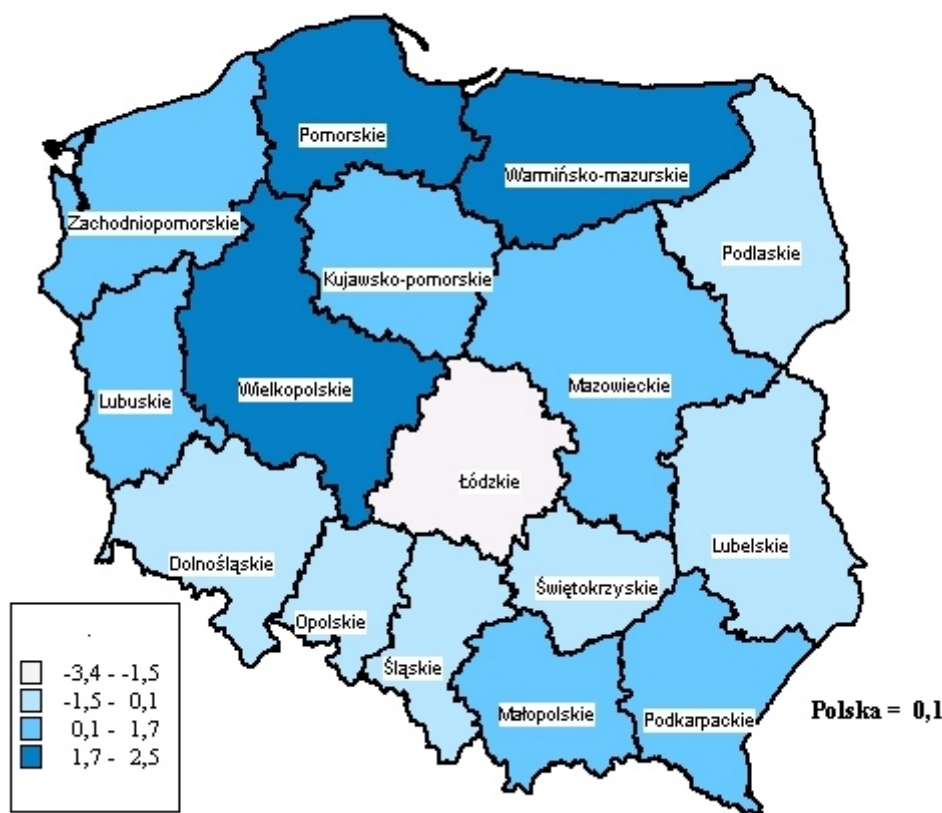 Pomorskie
Warmińsko-mazurskie
Zachodniopomorskie
Podlaskie
Kujawsko-pomorskie
Mazowieckie
Wielkopolskie
Lubuskie
Łódzkie
Lubelskie
Dolnośląskie
Świętokrzyskie
Opolskie
Śląskie
Małopolskie
Podkarpackie
.
-3,4 - -1,5
-1,5 - 0,1
0,1 - 1,7
1,7 - 2,5
Polska = 0,1